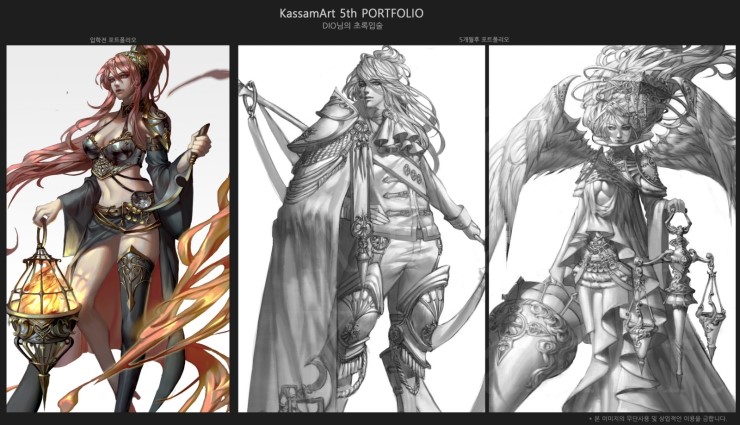 KassamArt 5th PORTFOLIO
DIO님의 초록입술
입학전 포트폴리오
5개월후 포트폴리오
* 본 이미지의 무단사용 및 상업적인 이용을 금합니다.